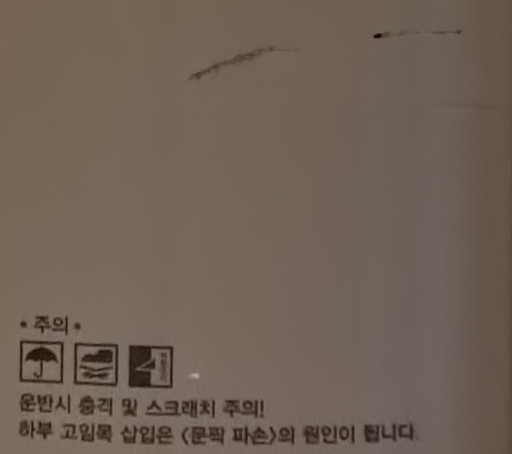 • 주의 •
운반시 충격 및 스크래치 주의!
하부 고임목 삽입은 <문짝 파손>의 원인이 됩니다.